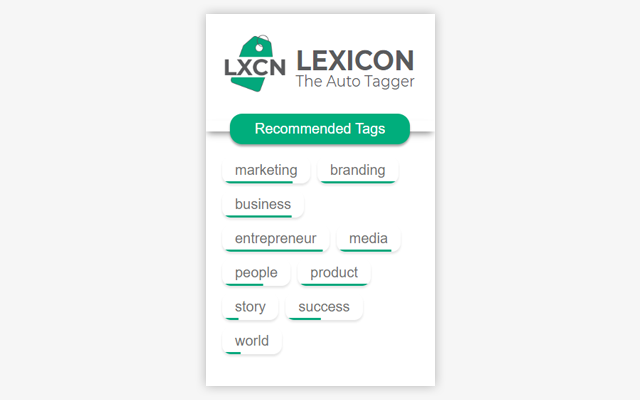 LXCN
LEXICON
The Auto Tagger
Recommended Tags
marketing branding
business
entrepreneur media
people product
story success
world